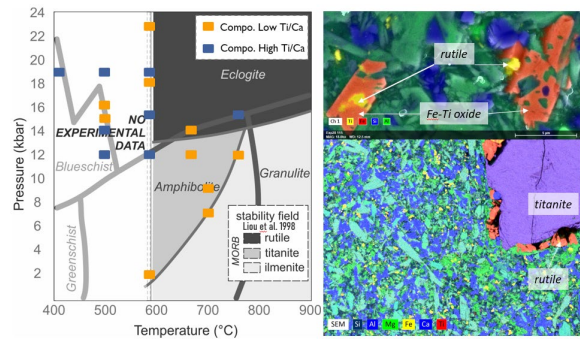 24
22
20
18
16
14
12
10
8
6
4
2
Pressure (kbar)
Compo. Low Ti/Ca
Compo. High Ti/Ca
Eclogite
NO
EXPERIMENTAL
DATA
Blueschist
Amphibolite
Granulite
Greenschist
MORB
stability field
Liou et al. 1998
rutile
titanite
ilmenite
400 500 600 700 800 900
Temperature (°C)
rutile
Fe-Ti oxide
titanite
rutile
SEM Si Al Mg Fe Ca Ti